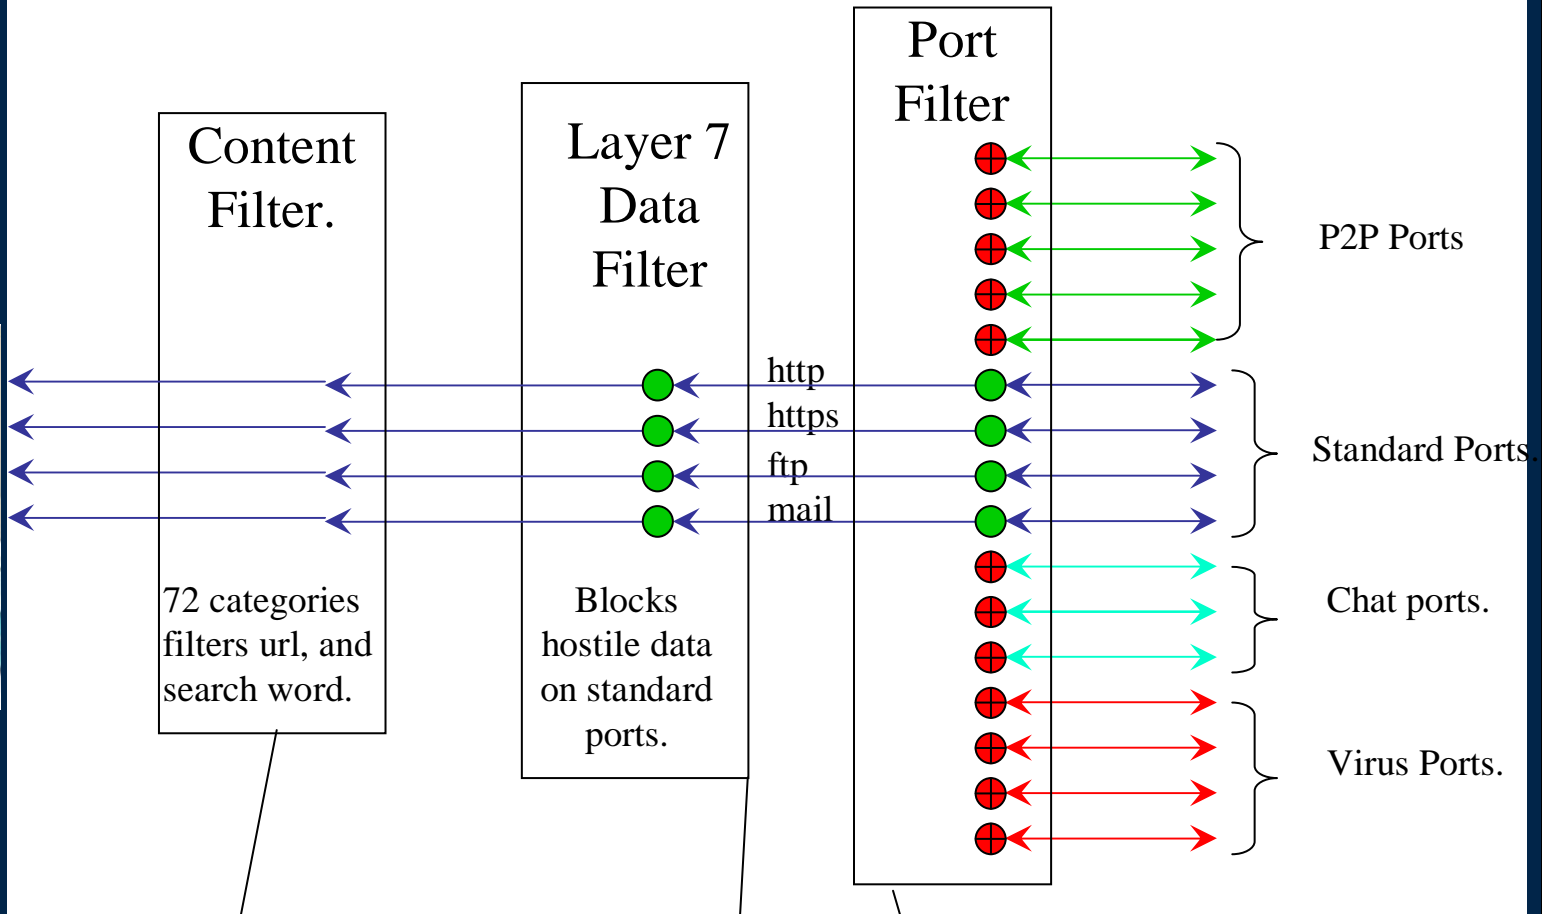 Content
Filter.
72 categories
filters url, and
search word.
Layer 7
Data
Filter
Blocks
hostile data
on standard
ports.
http
https
ftp
mail
Port
Filter
P2P Ports
Standard Ports.
Chat ports.
Virus Ports.